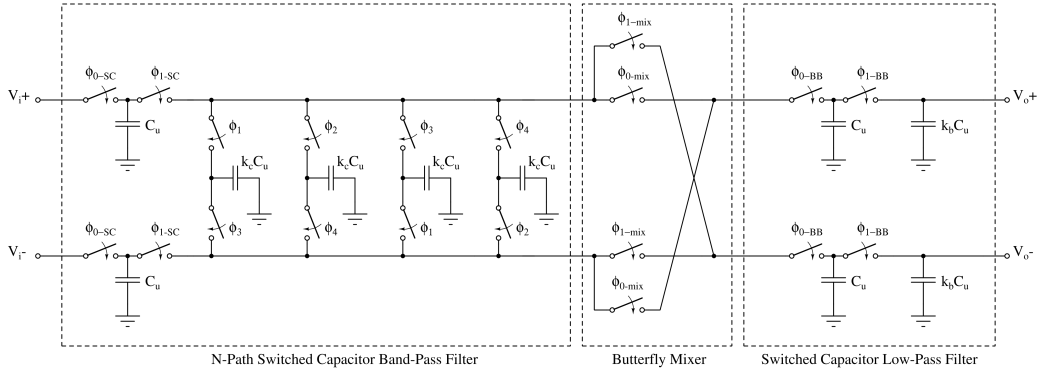 ϕ1–mix
ϕ0–SC ϕ1-SC ϕ0-mix ϕ0–BB ϕ1–BB
Vi+ Vo+
Cu ϕ1 ϕ2 ϕ3 ϕ4 Cu kbCu
kcCu kcCu kcCu kcCu
ϕ0–SC ϕ1-SC ϕ3 ϕ4 ϕ1 ϕ2 ϕ1–mix ϕ0–BB ϕ1–BB
Vi- Vo-
Cu ϕ0-mix Cu kbCu
N-Path Switched Capacitor Band-Pass Filter Butterfly Mixer Switched Capacitor Low-Pass Filter